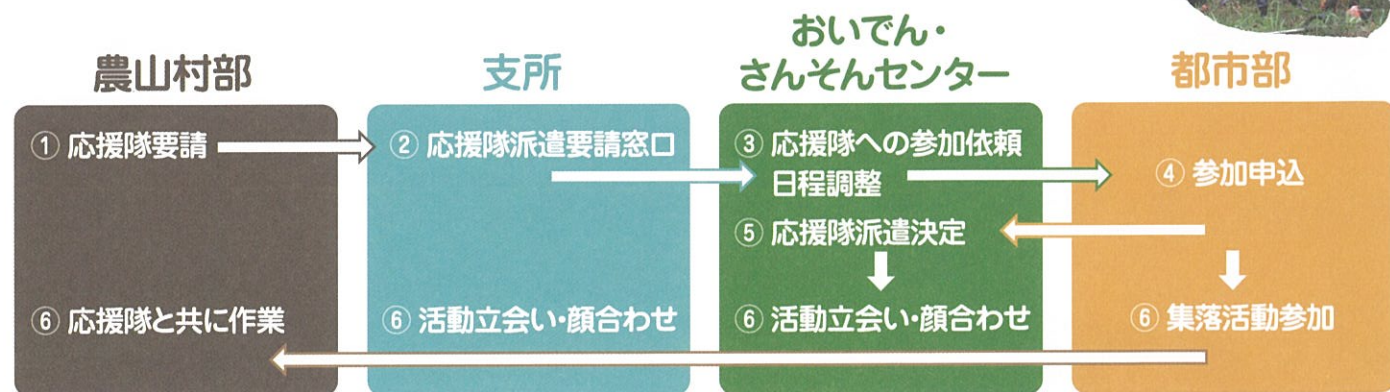 農山村部
① 応援隊要請
⑥ 応援隊と共に作業
支所
② 応援隊派遣要請窓口
⑥ 活動立会い・顔合わせ
おいでん・
さんそんセンター
③ 応援隊への参加依頼
日程調整
⑤ 応援隊派遣決定
⑥ 活動立会い・顔合わせ
都市部
④ 参加申込
⑥ 集落活動参加